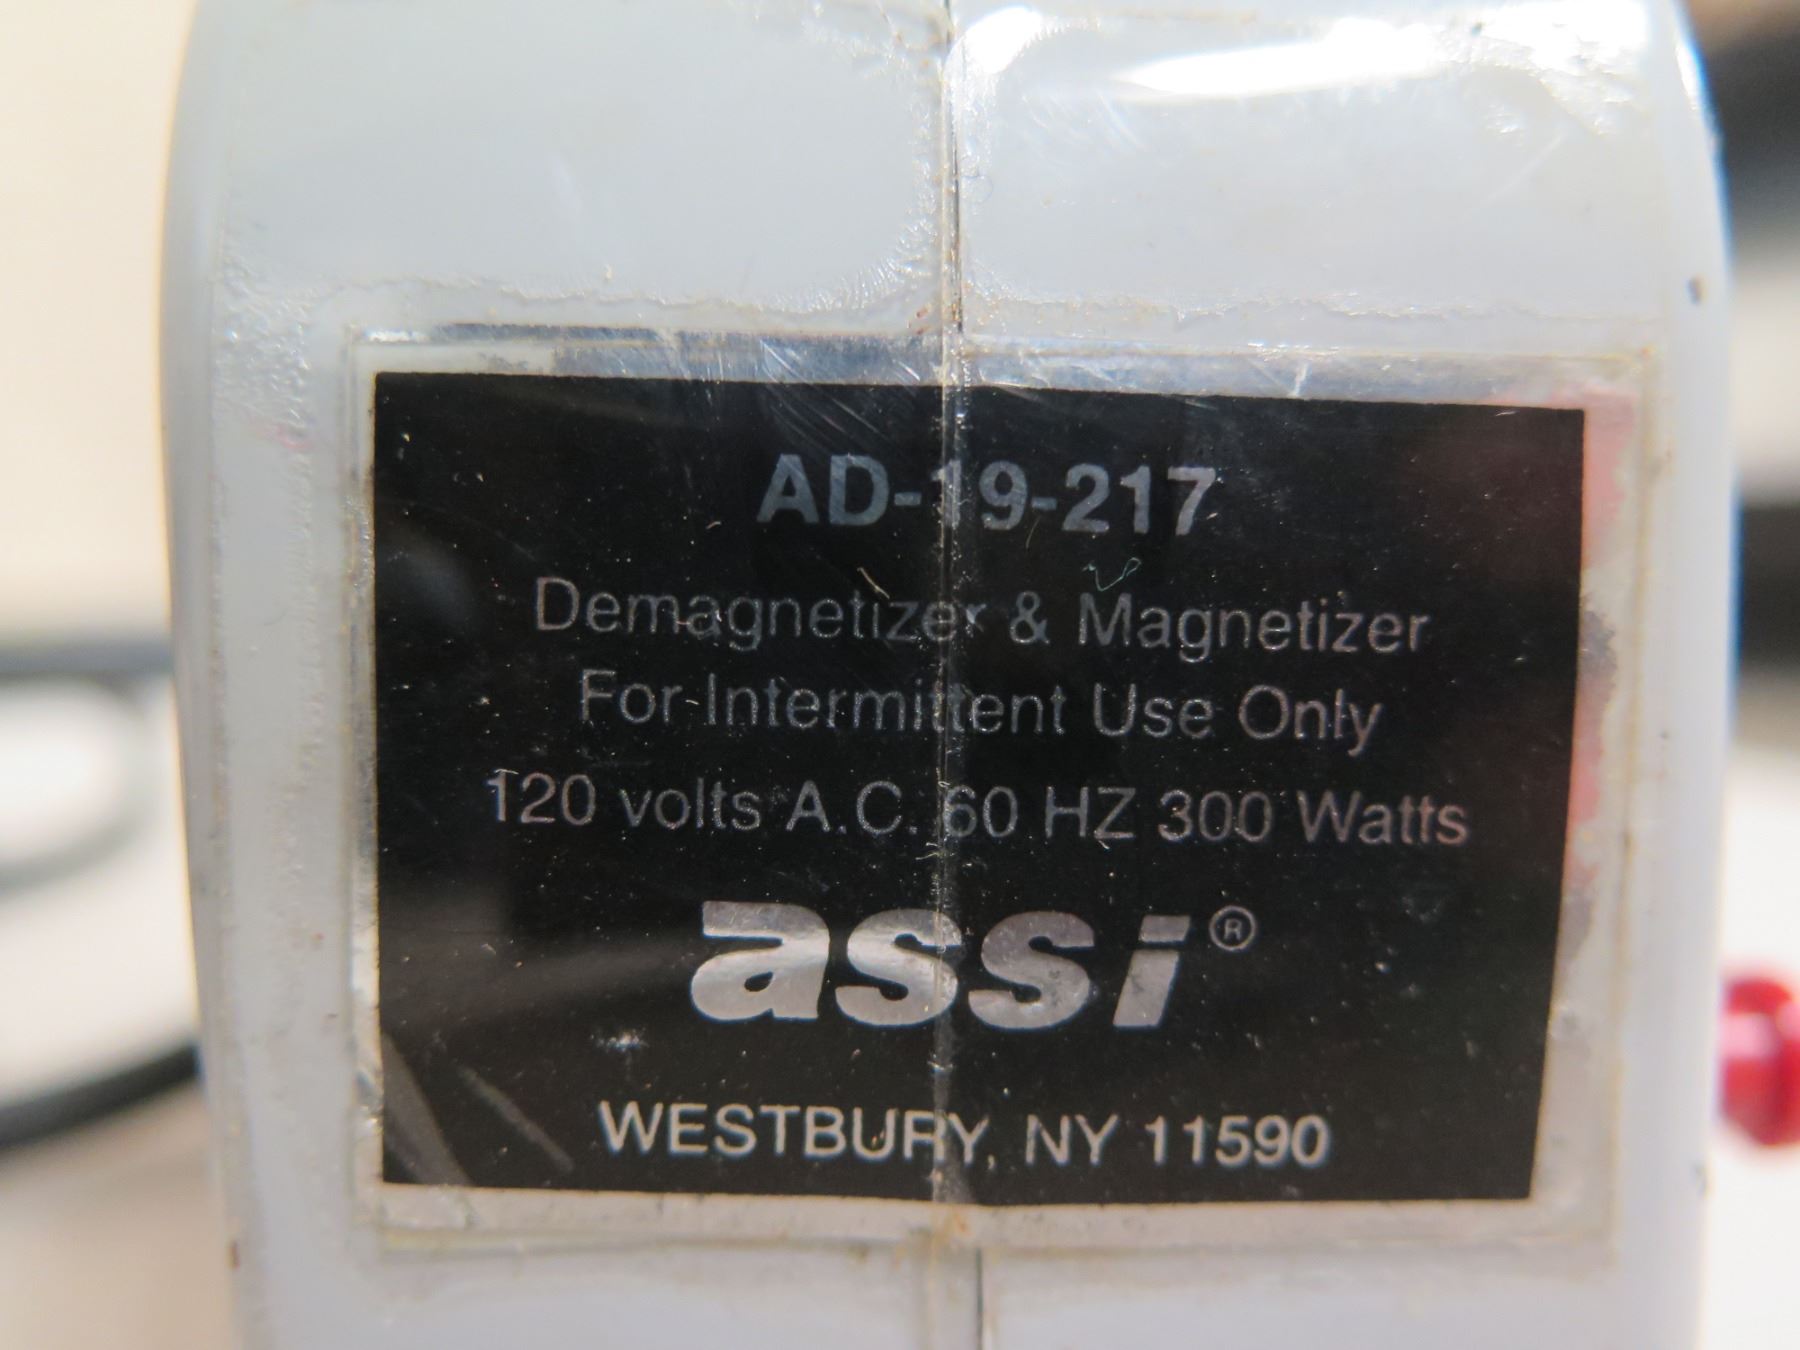 AD-19-217
Demagnetizer & Magnetizer
For Intermittent Use Only
120 volts A.C. 60 HZ 300 Watts
assi®
WESTBURY, NY 11590